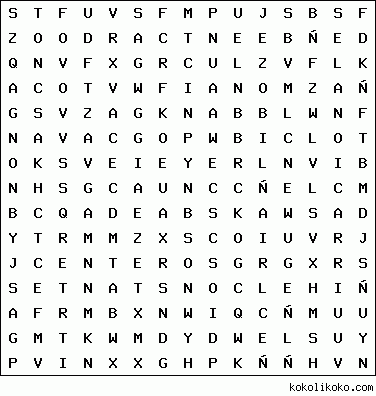 S T F U V S F M P U J S B S F
Z O O D R A C T N E E B Ñ E D
Q N V F X G R C U L Z V F L K
A C O T V W F I A N O M Z A Ñ
G S V Z A G K N A B B L W N F
N A V A C G O P W B I C L O T
O K S V E I E Y E R L N V I B
N H S G C A U N C C Ñ E L C M
B C Q A D E A B S K A W S A D
Y T R M M Z X S C O I U V R J
J C E N T E R O S G R G X R S
S E T N A T S N O C L E H I Ñ
A F R M B X N W I Q C Ñ M U U
G M T K W M D Y D W E L S U Y
P V I N X X G H P K Ñ Ñ H V N
kokolikoko.com